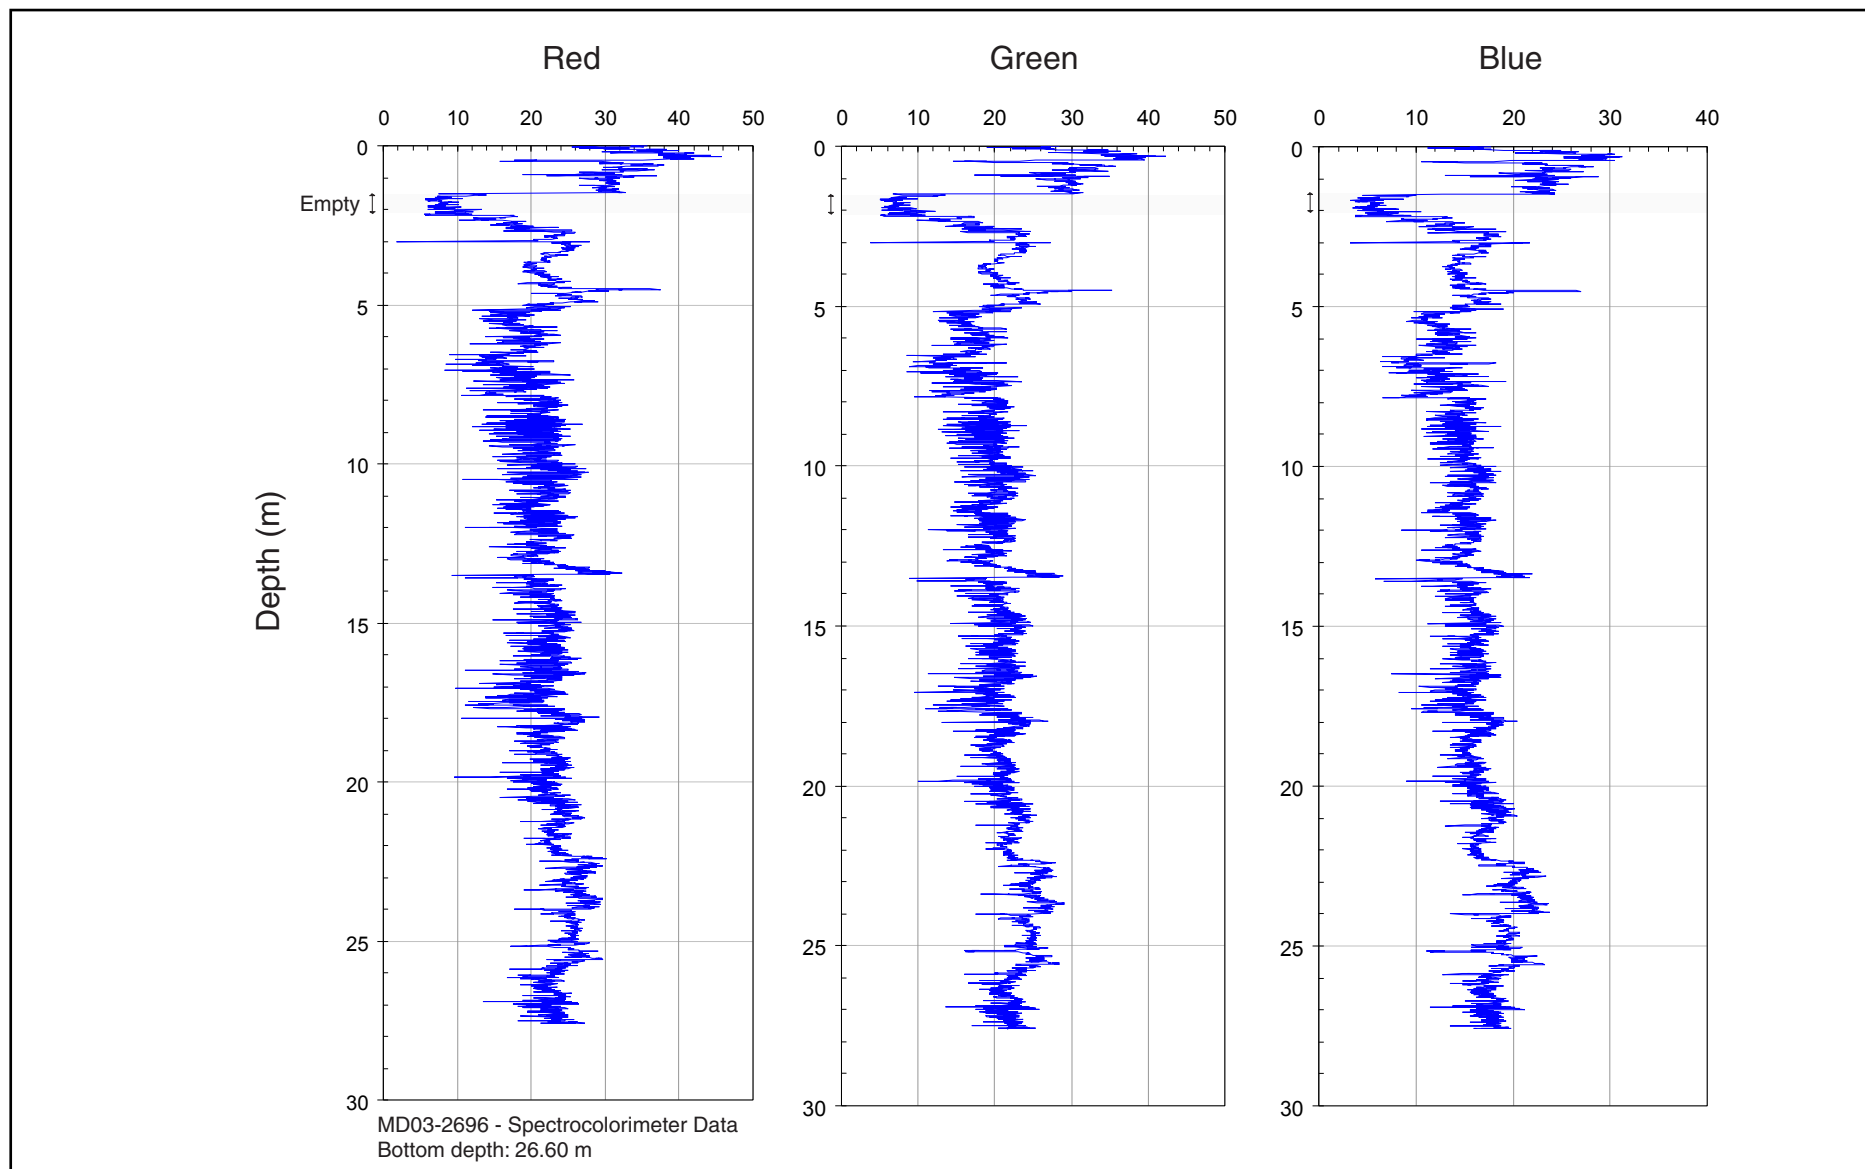 Red Green Blue
0 10 20 30 40 50 0 10 20 30 40 50 0 10 20 30 40
0 0 0
Empty
5 5 5
10 10 10
Depth (m)
15 15 15
20 20 20
25 25 25
30 30 30
MD03-2696 - Spectrocolorimeter Data
Bottom depth: 26.60 m